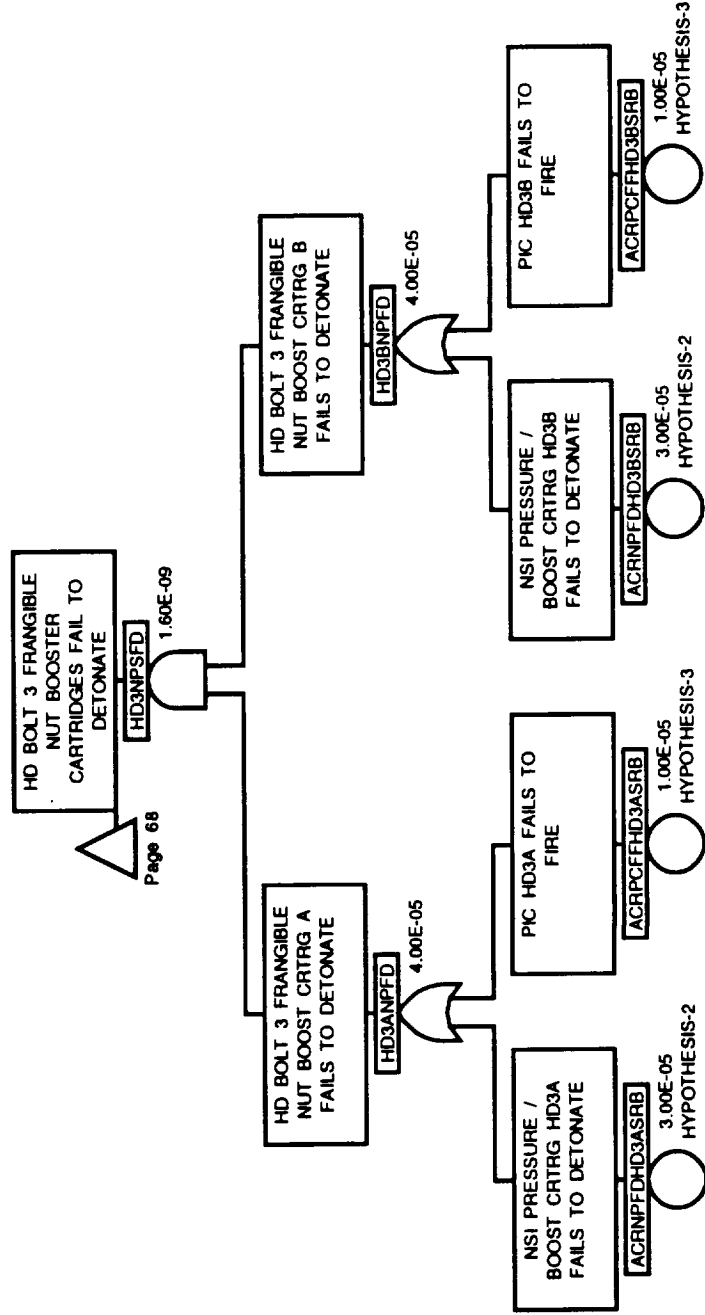 HD BOLT 3 FRANGIBLE
NUT BOOSTER
CARTRIDGES FAIL TO
DETONATE
HD3NPSFD
1.60E-09
Page 68
HD BOLT 3 FRANGIBLE
NUT BOOST CRTRG A
FAILS TO DETONATE
HD3ANPFD
4.00E-05
HD BOLT 3 FRANGIBLE
NUT BOOST CRTRG B
FAILS TO DETONATE
HD3BNPFD
4.00E-05
NSI PRESSURE /
BOOST CRTRG HD3A
FAILS TO DETONATE
ACRNPFDHD3ASRB
3.00E-05
HYPOTHESIS-2
PIC HD3A FAILS TO
FIRE
ACRPCFFHD3ASRB
1.00E-05
HYPOTHESIS-3
NSI PRESSURE /
BOOST CRTRG HD3B
FAILS TO DETONATE
ACRNPFDHD3BSRB
3.00E-05
HYPOTHESIS-2
PIC HD3B FAILS TO
FIRE
ACRPCFFHD3BSRB
1.00E-05
HYPOTHESIS-3